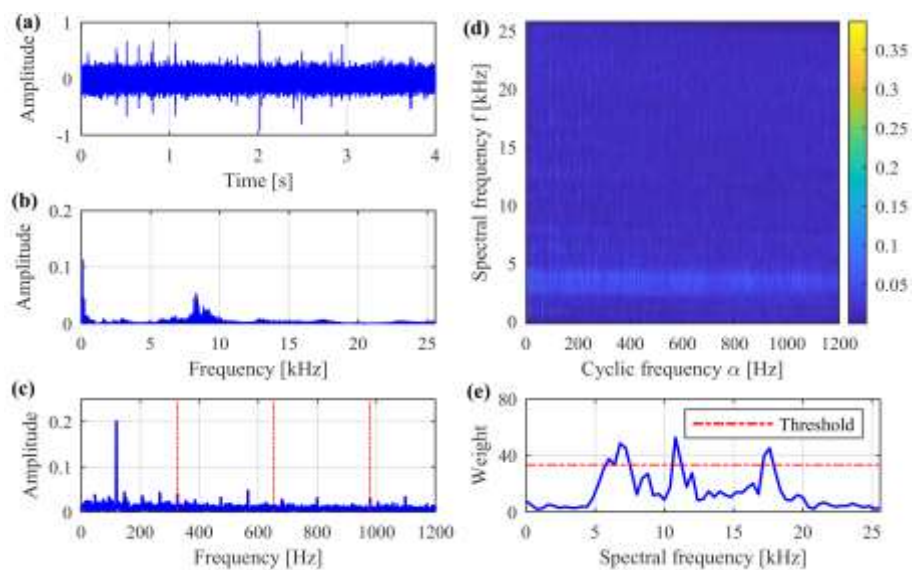 (a)
1
0
-1
Amplitude
0 1 2 3 4
Time [s]
(b)
0.2
0.1
0
Amplitude
0 5 10 15 20 25
Frequency [kHz]
(c)
0.2
0.1
0
Amplitude
0 200 400 600 800 1000 1200
Frequency [Hz]
(d)
25
20
15
10
5
0
Spectral frequency f [kHz]
0 200 400 600 800 1000 1200
Cyclic frequency α [Hz]
0.35
0.3
0.25
0.2
0.15
0.1
0.05
(e)
80
40
0
Weight
Threshold
0 5 10 15 20 25
Spectral frequency [kHz]